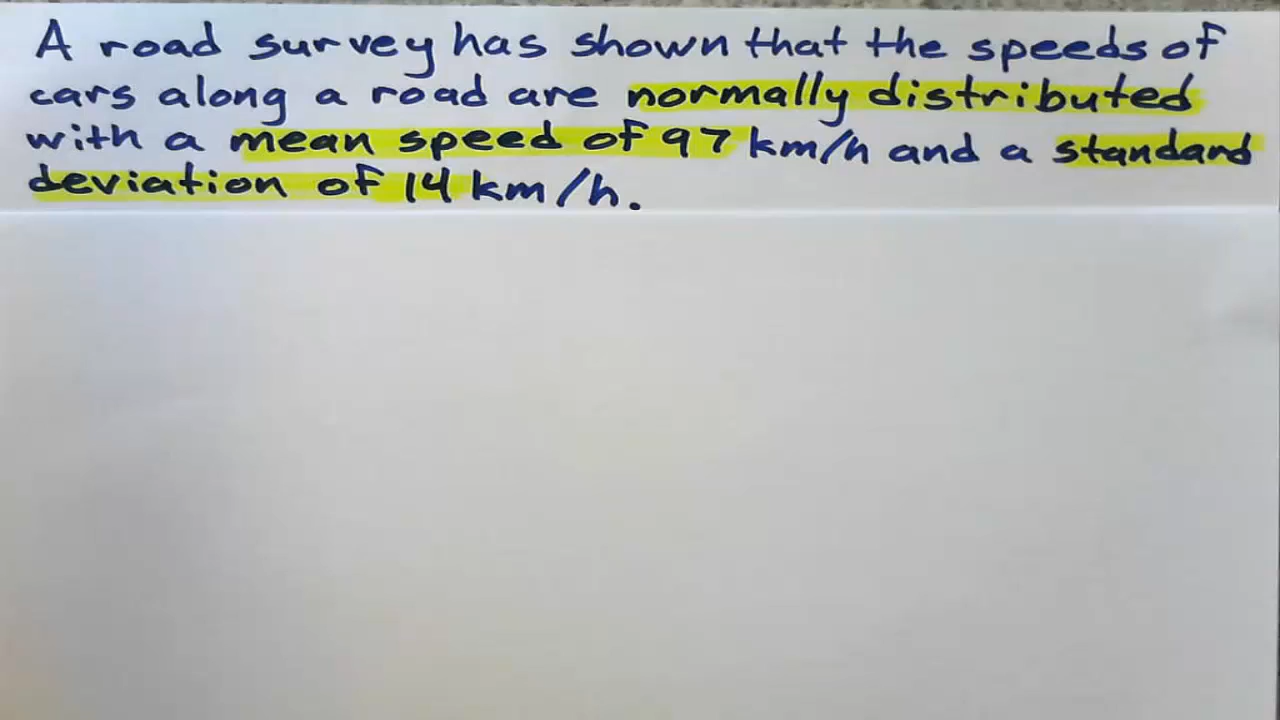 A road survey has shown that the speeds of
cars along a road are normally distributed
with a mean speed of 97 km/h and a standard
deviation of 14 km/h.